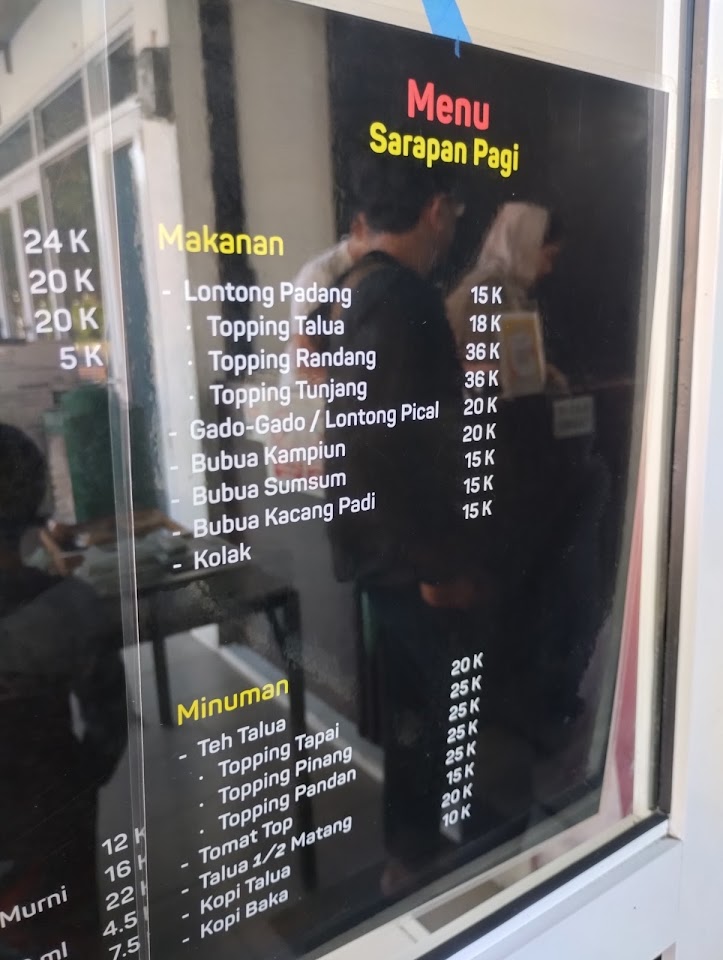 24 K
20 K
20 K
5 K
12 K
16 K
Murni 22
4.5
ml 7.5
Menu
Sarapan Pagi
Makanan
- Lontong Padang 15 K
· Topping Talua 18 K
· Topping Randang 36 K
· Topping Tunjang 36 K
- Gado-Gado / Lontong Pical 20 K
- Bubua Kampiun 20 K
- Bubua Sumsum 15 K
- Bubua Kacang Padi 15 K
- Kolak 15 K
Minuman
- Teh Talua 20 K
· Topping Tapai 25 K
· Topping Pinang 25 K
· Topping Pandan 25 K
- Tomat Top 25 K
- Talua 1/2 Matang 15 K
- Kopi Talua 20 K
- Kopi Baka 10 K